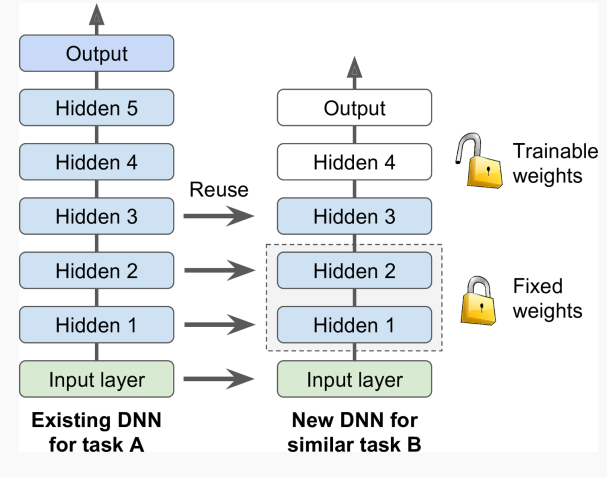 Output
Hidden 5
Hidden 4
Hidden 3
Hidden 2
Hidden 1
Input layer
Existing DNN
for task A
Reuse
Output
Hidden 4
Hidden 3
Hidden 2
Hidden 1
Input layer
New DNN for
similar task B
Trainable
weights
Fixed
weights